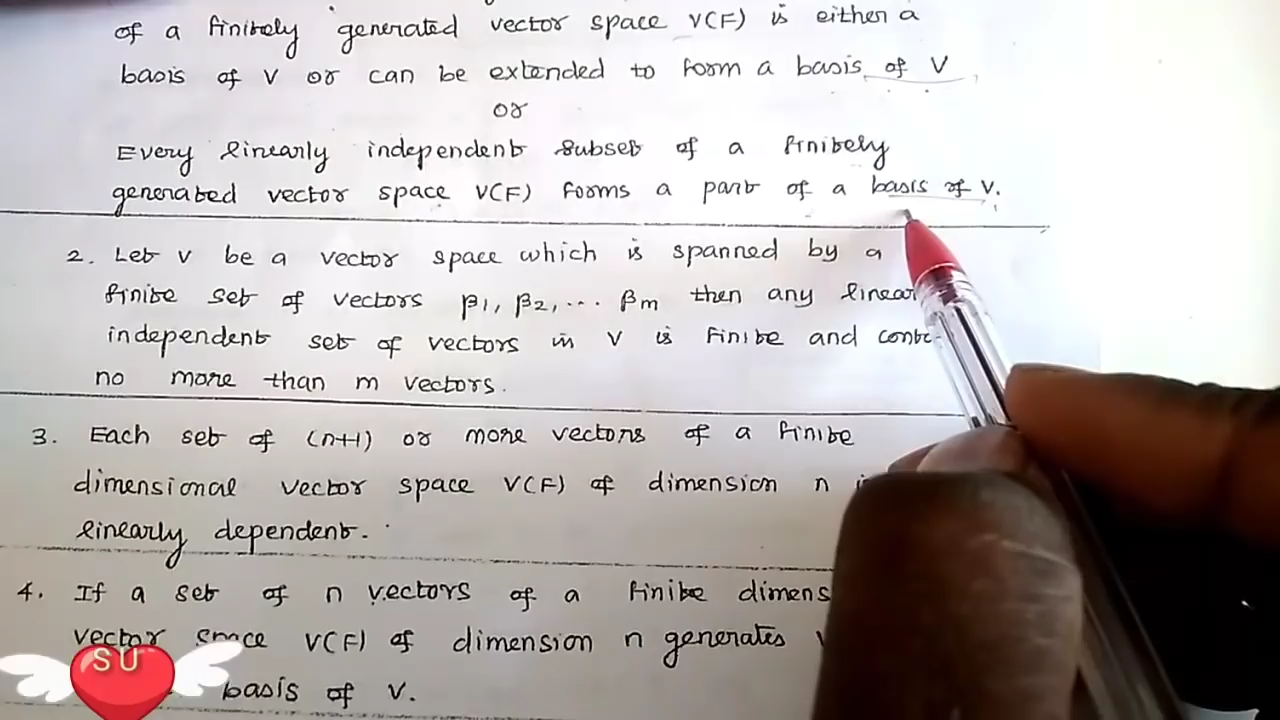 of a finitely generated vector space V(F) is either a
basis of V or can be extended to form a basis of V
or
Every linearly independent subset of a finitely
generated vector space V(F) forms a part of a basis of V.
2. Let V be a vector space which is spanned by a
finite set of vectors β1, β2, ... βm then any linear
independent set of vectors in V is finite and
no more than m vectors.
3. Each set of (n+1) or more vectors of a finite
dimensional vector space V(F) of dimension n
linearly dependent.
4. If a set of n vectors of a finite dimens
vector space V(F) of dimension n generates
basis of V.
SU